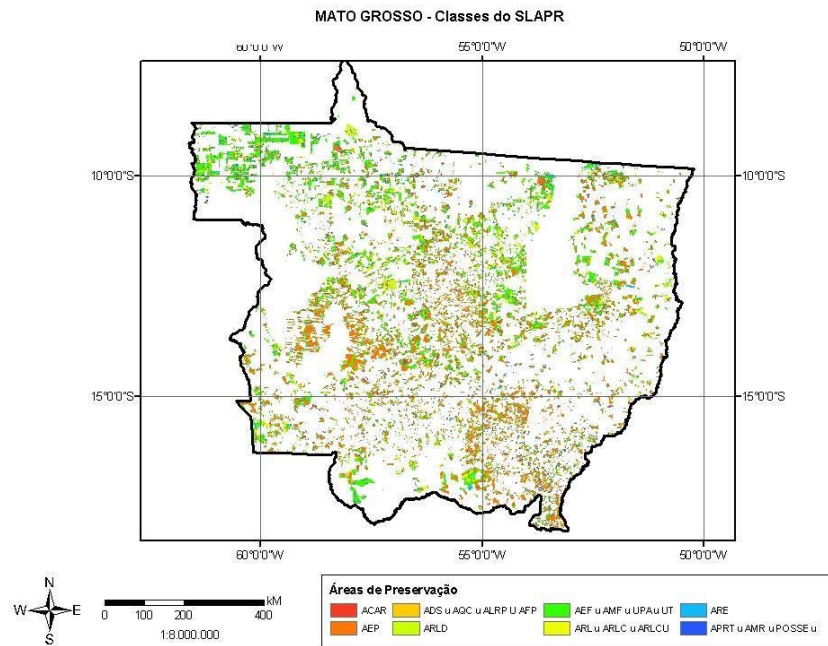 MATO GROSSO - Classes do SLAPR
60°0'0"W 55°0'0"W 50°0'0"W
10°0'0"S 10°0'0"S
15°0'0"S 15°0'0"S
60°0'0"W 55°0'0"W 50°0'0"W
N
W E
S
kM
0 100 200 400
1:8.000.000
Áreas de Preservação
ACAR ADS u AQC u ALRP U AFP AEF u AMF u UPA u UT ARE
AEP ARLD ARL u ARLC u ARLCU APRT u AMR u POSSE u